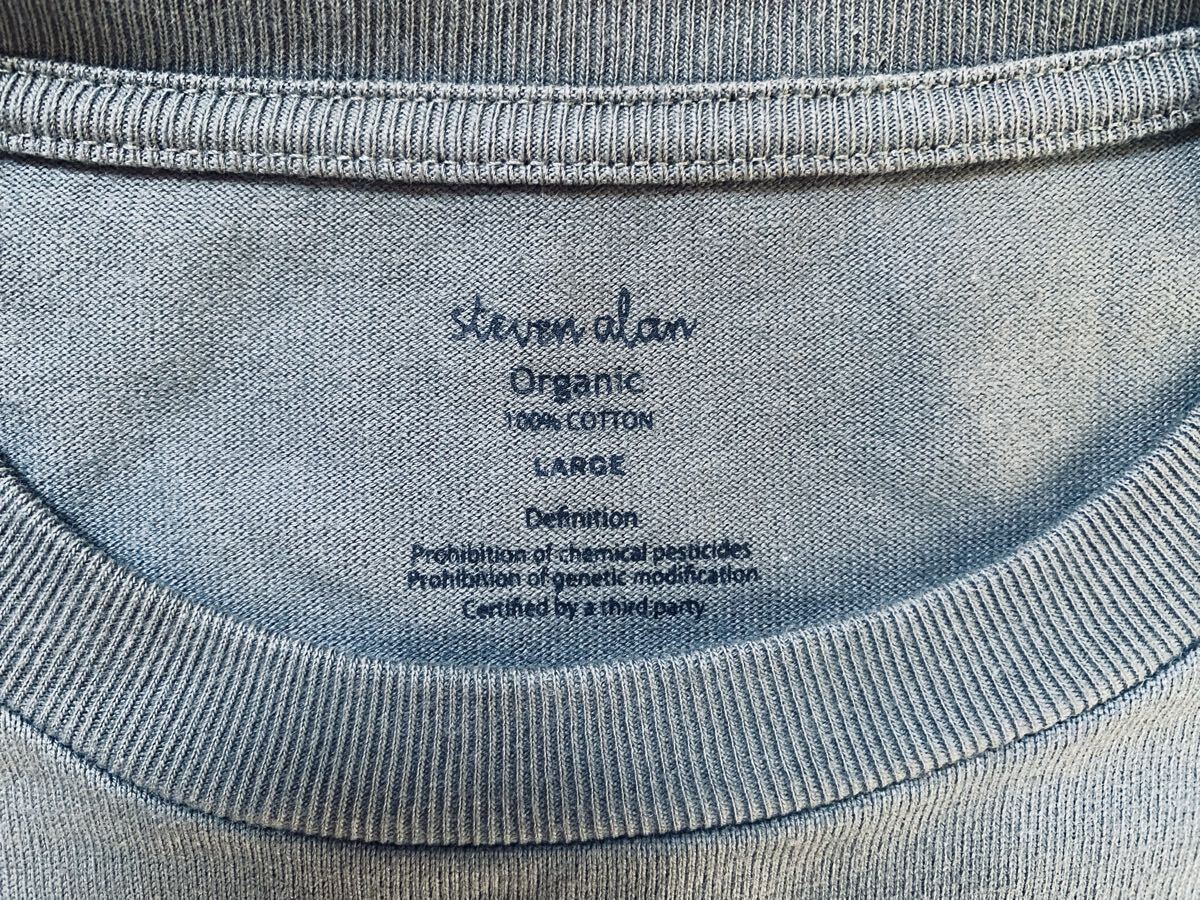 steven alan
Organic
100% COTTON
LARGE
Definition
Prohibition of chemical pesticides
Prohibition of genetic modification
Certified by a third party